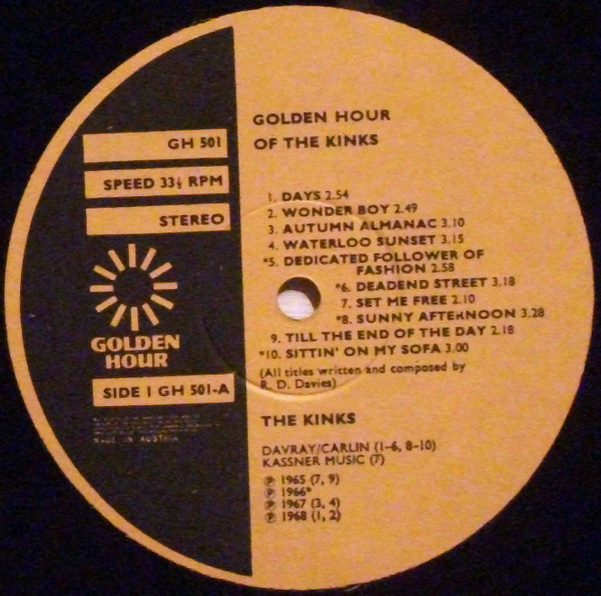 GOLDEN HOUR
OF THE KINKS
GH 501
SPEED 33⅓ RPM
STEREO
GOLDEN
HOUR
SIDE 1 GH 501-A
MADE IN AUSTRIA
1. DAYS 2.54
2. WONDER BOY 2.49
3. AUTUMN ALMANAC 3.10
4. WATERLOO SUNSET 3.15
*5. DEDICATED FOLLOWER OF
FASHION 2.58
*6. DEADEND STREET 3.18
7. SET ME FREE 2.10
*8. SUNNY AFTERNOON 3.28
9. TILL THE END OF THE DAY 2.18
*10. SITTIN' ON MY SOFA 3.00
(All titles written and composed by
R. D. Davies)
THE KINKS
DAVRAY/CARLIN (1-6, 8-10)
KASSNER MUSIC (7)
℗ 1965 (7, 9)
℗ 1966*
℗ 1967 (3, 4)
℗ 1968 (1, 2)